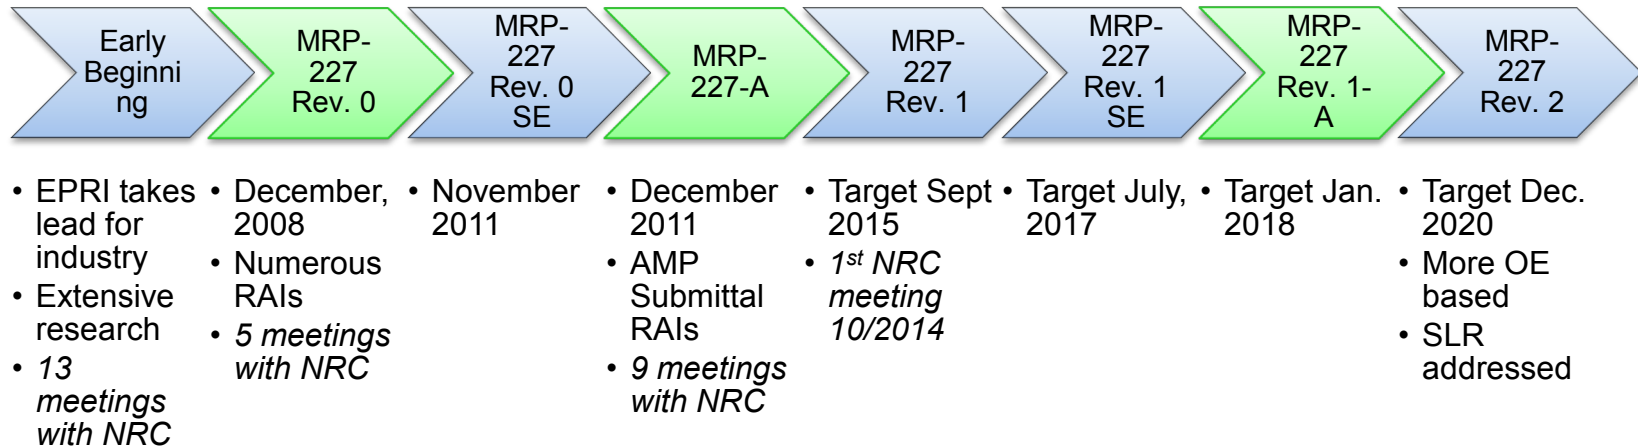 Early
Beginni
ng
MRP-
227
Rev. 0
MRP-
227
Rev. 0
SE
MRP-
227-A
MRP-
227
Rev. 1
MRP-
227
Rev. 1
SE
MRP-
227
Rev. 1-
A
MRP-
227
Rev. 2
• EPRI takes
lead for
industry
• Extensive
research
• 13
meetings
with NRC
• December,
2008
• Numerous
RAIs
• 5 meetings
with NRC
• November
2011
• December
2011
• AMP
Submittal
RAIs
• 9 meetings
with NRC
• Target Sept
2015
• 1st NRC
meeting
10/2014
• Target July,
2017
• Target Jan.
2018
• Target Dec.
2020
• More OE
based
• SLR
addressed